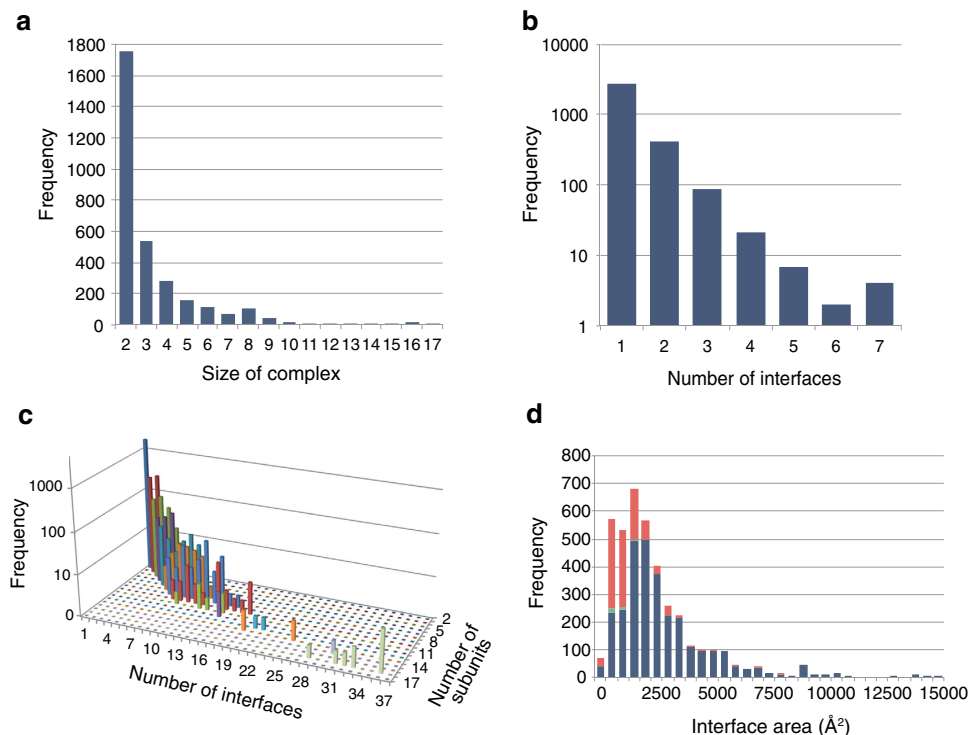 a
1800
1600
1400
1200
1000
800
600
400
200
0
Frequency
2 3 4 5 6 7 8 9 10 11 12 13 14 15 16 17
Size of complex
b
10000
1000
100
10
1
Frequency
1 2 3 4 5 6 7
Number of interfaces
c
1000
100
10
0
Frequency
1 4 7 10 13 16 19 22 25 28 31 34 37
Number of interfaces
2
5
8
11
14
17
Number of
subunits
d
800
700
600
500
400
300
200
100
0
Frequency
0 2500 5000 7500 10000 12500 15000
Interface area (Å²)